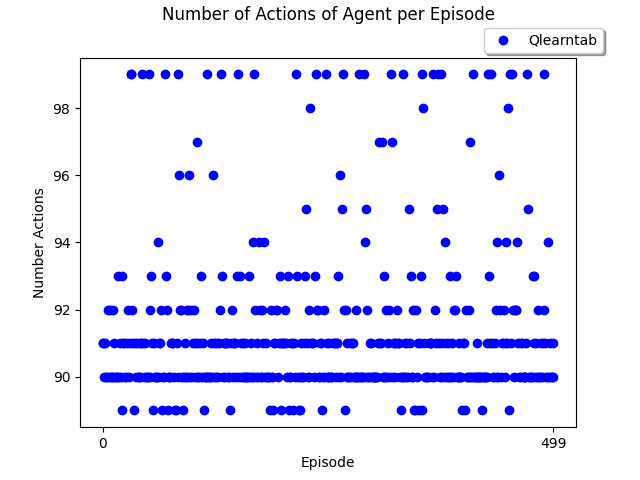 Number of Actions of Agent per Episode
Qlearntab
98
96
94
92
90
Number Actions
0
499
Episode